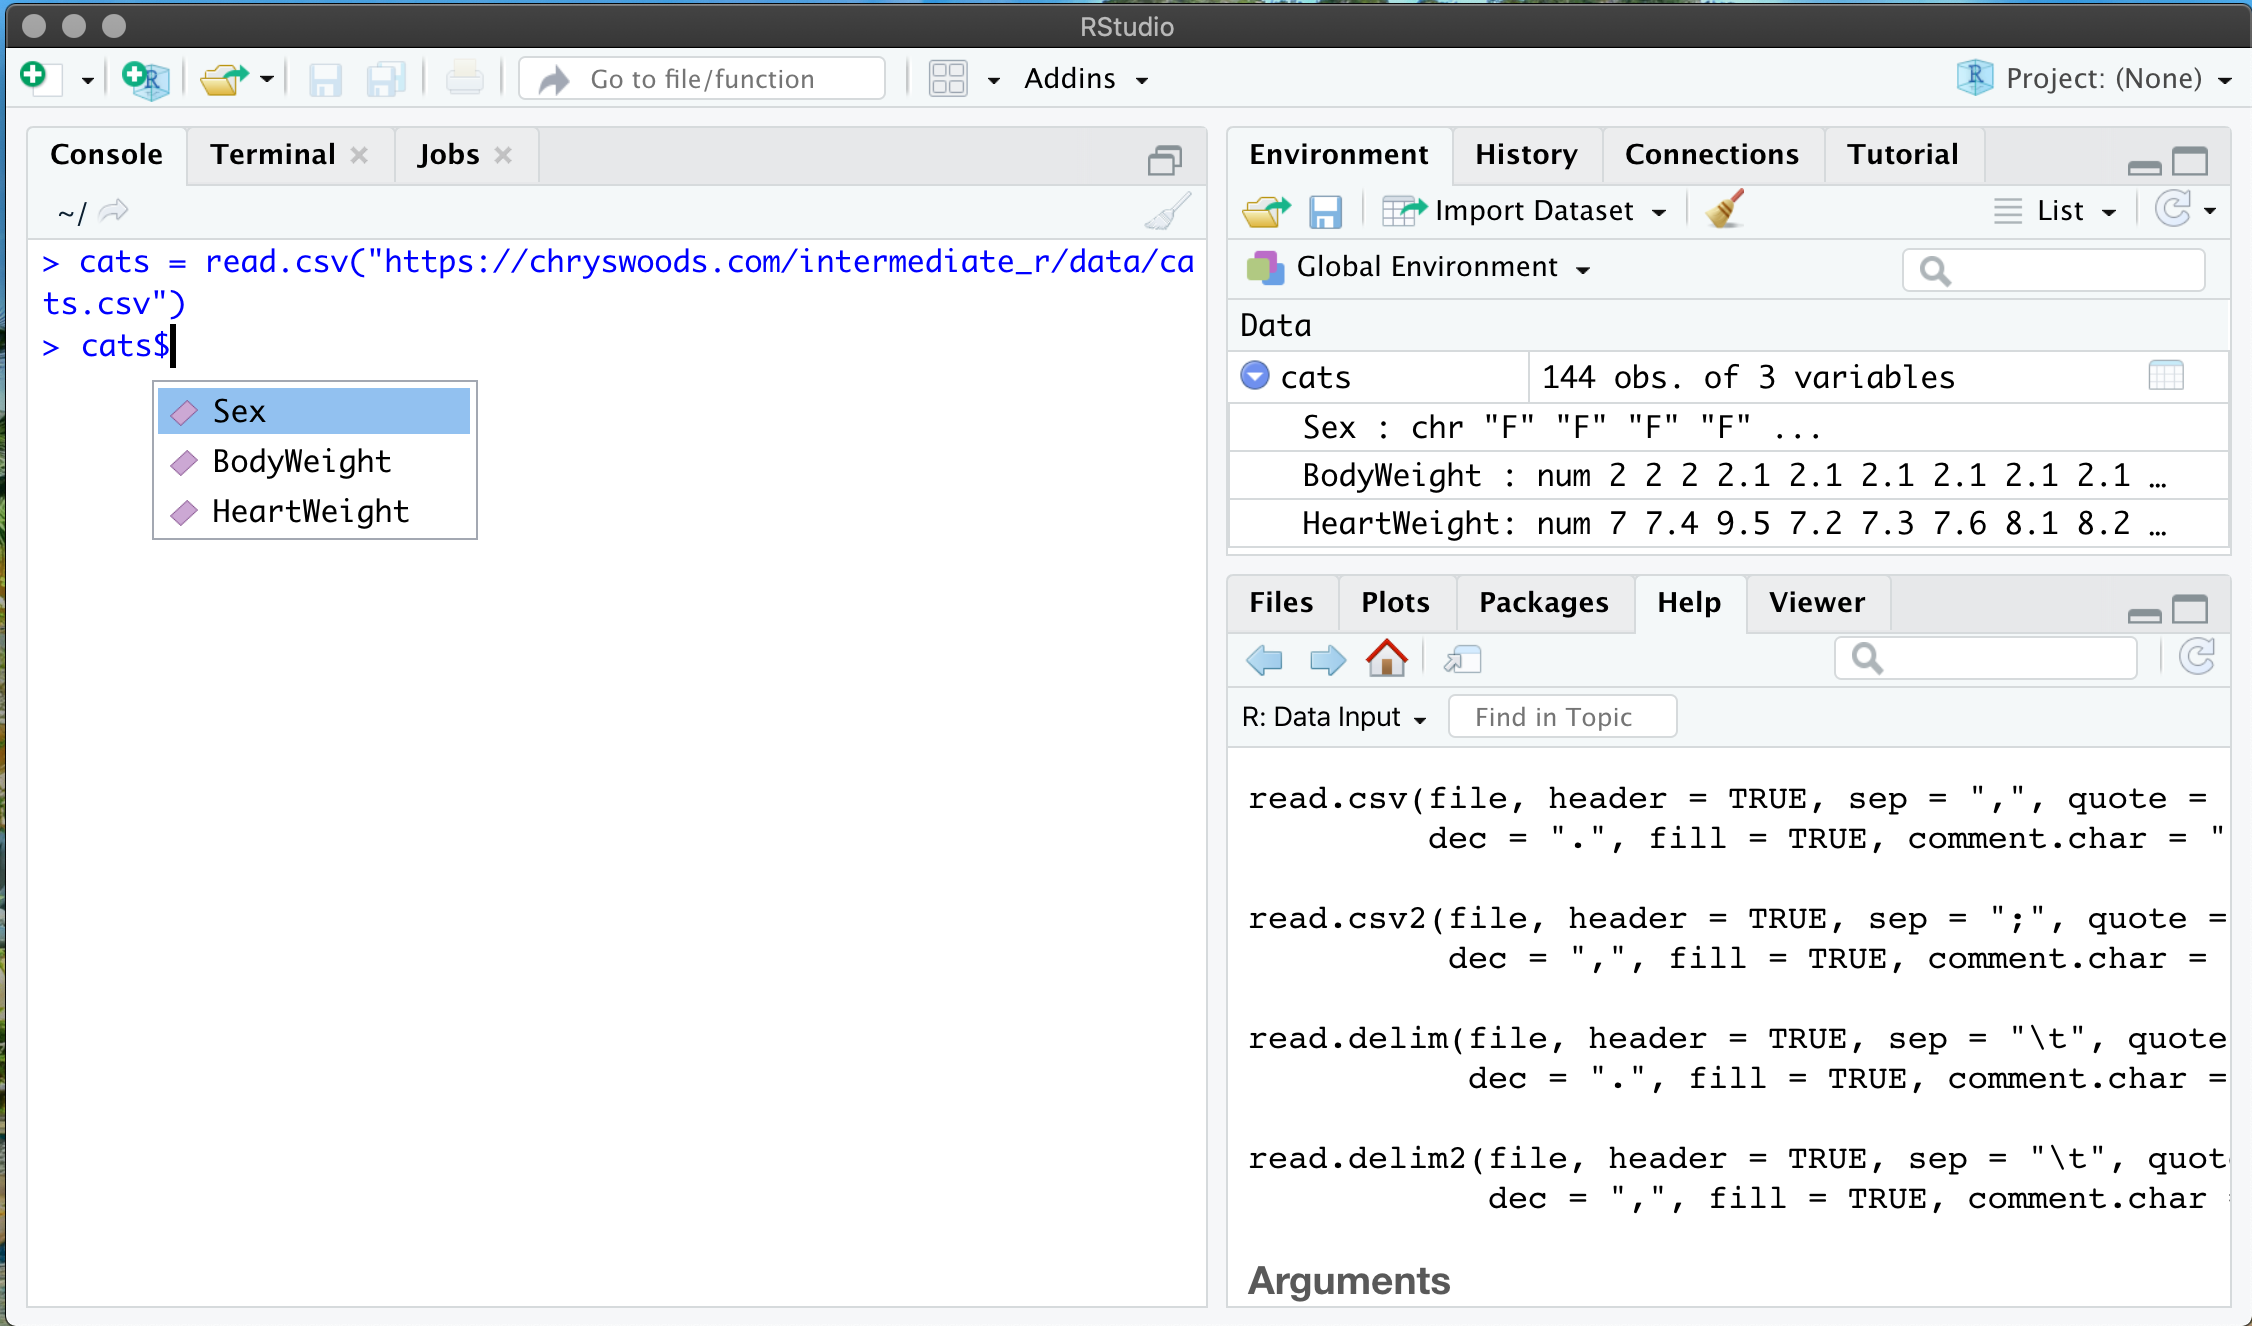 RStudio
Go to file/function
Addins
Project: (None)
Console
Terminal
Jobs
~/
> cats = read.csv("https://chryswoods.com/intermediate_r/data/ca
ts.csv")
> cats$
Sex
BodyWeight
HeartWeight
Environment
History
Connections
Tutorial
Import Dataset
List
Global Environment
Data
cats
144 obs. of 3 variables
Sex : chr "F" "F" "F" "F" ...
BodyWeight : num 2 2 2 2.1 2.1 2.1 2.1 2.1 2.1 …
HeartWeight: num 7 7.4 9.5 7.2 7.3 7.6 8.1 8.2 …
Files
Plots
Packages
Help
Viewer
R: Data Input
Find in Topic
read.csv(file, header = TRUE, sep = ",", quote =
dec = ".", fill = TRUE, comment.char = "
read.csv2(file, header = TRUE, sep = ";", quote =
dec = ",", fill = TRUE, comment.char =
read.delim(file, header = TRUE, sep = "\t", quote
dec = ".", fill = TRUE, comment.char =
read.delim2(file, header = TRUE, sep = "\t", quot
dec = ",", fill = TRUE, comment.char
Arguments